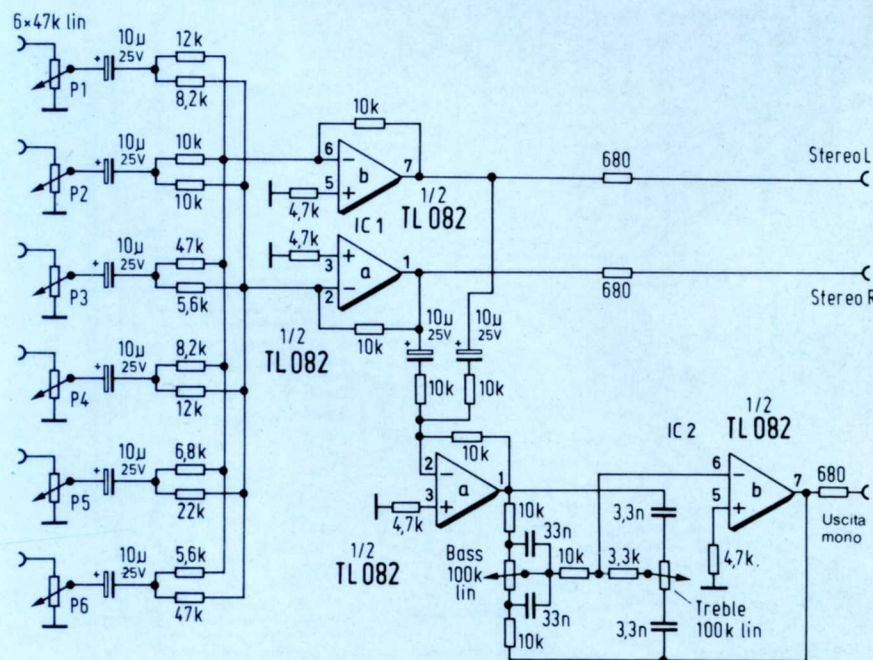 6×47k lin
10µ
25V
12k
8,2k
P1
10µ
25V
10k
10k
P2
10µ
25V
47k
5,6k
P3
10µ
25V
8,2k
12k
P4
10µ
25V
6,8k
22k
P5
10µ
25V
5,6k
47k
P6
10k
6
−
5
+
b
7
4,7k
1/2
TL 082
IC 1
4,7k
3
+
2
−
a
1
10k
1/2
TL 082
680
Stereo L
680
Stereo R
+
10µ
25V
+
10µ
25V
10k
10k
10k
2
−
3
+
a
1
4,7k
1/2
TL 082
10k
33n
Bass
100k
lin
33n
10k
10k
3,3k
3,3n
3,3n
Treble
100k lin
IC 2
1/2
TL 082
6
−
5
+
b
7
4,7k
680
Uscita
mono